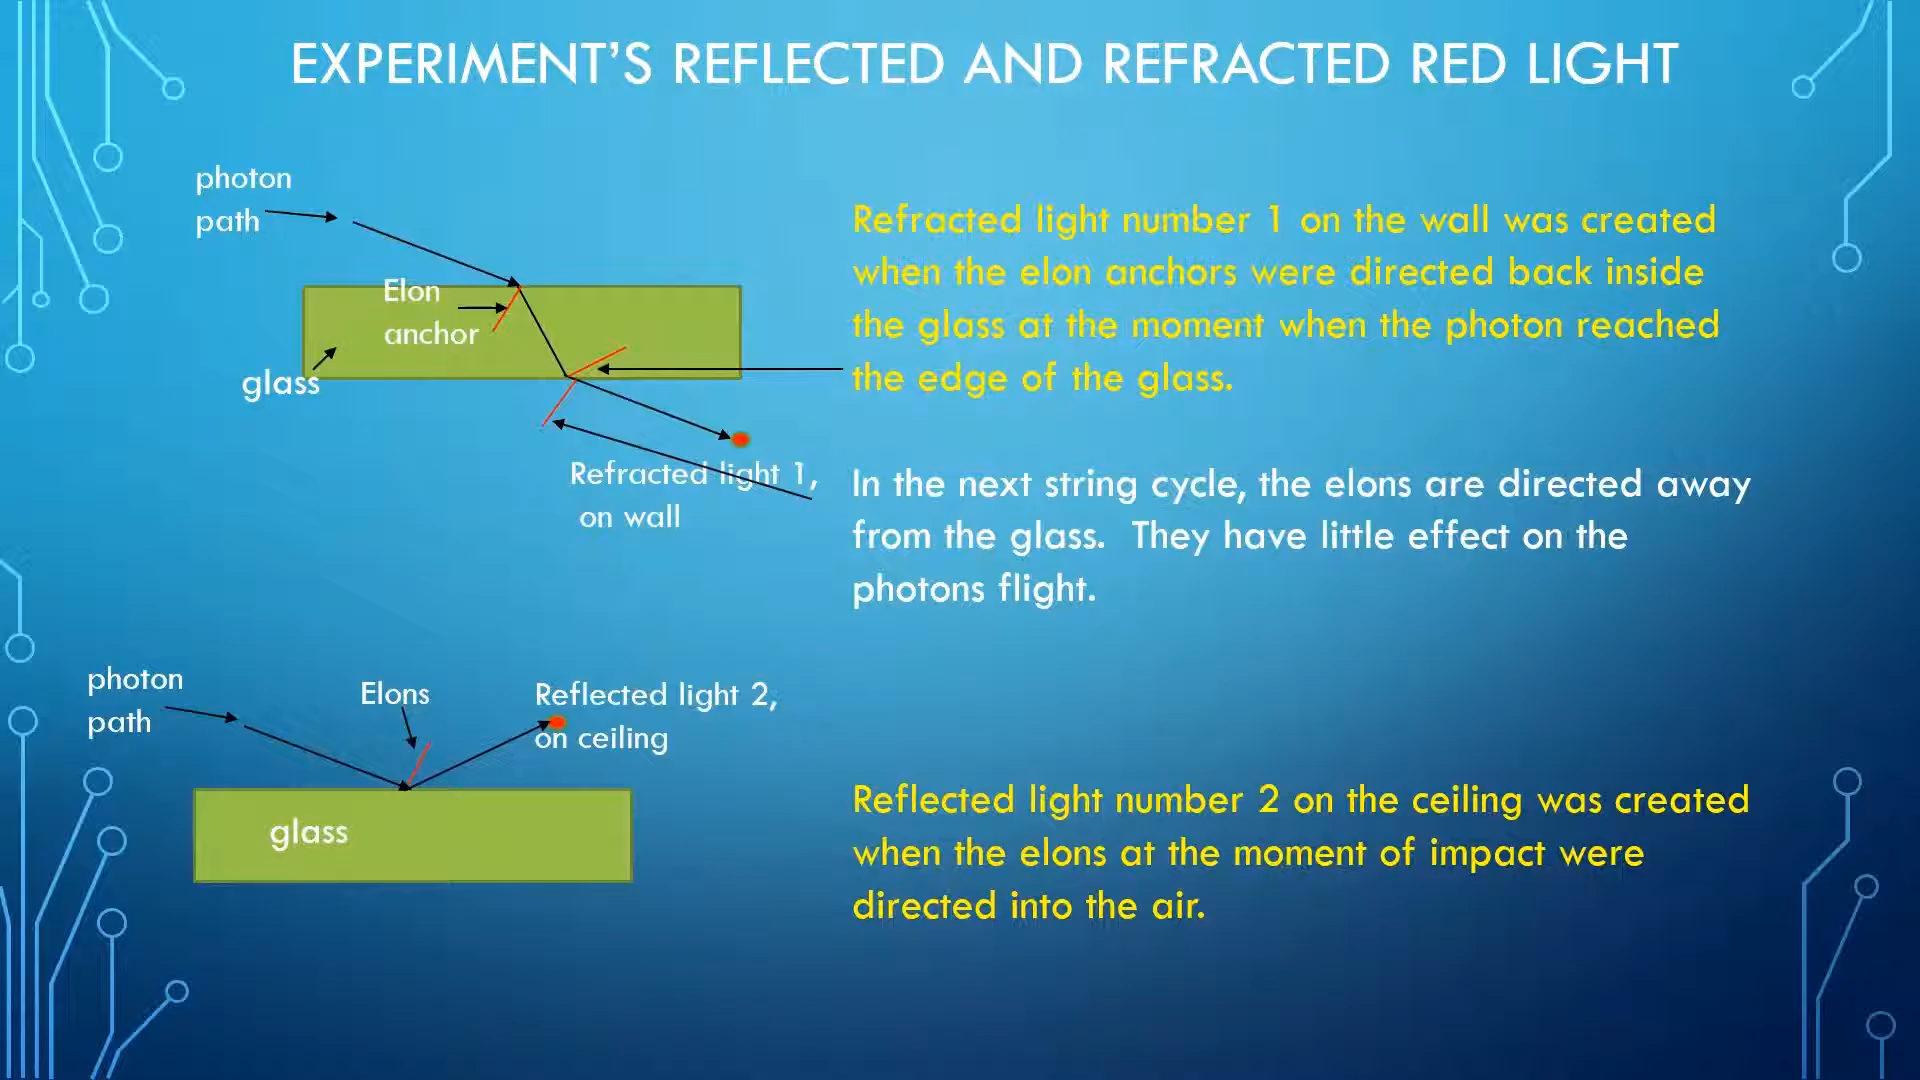 EXPERIMENT'S REFLECTED AND REFRACTED RED LIGHT
photon
path
Elon
anchor
glass
Refracted light 1,
on wall
Refracted light number 1 on the wall was created
when the elon anchors were directed back inside
the glass at the moment when the photon reached
the edge of the glass.
In the next string cycle, the elons are directed away
from the glass. They have little effect on the
photons flight.
photon
path
Elons
Reflected light 2,
on ceiling
glass
Reflected light number 2 on the ceiling was created
when the elons at the moment of impact were
directed into the air.